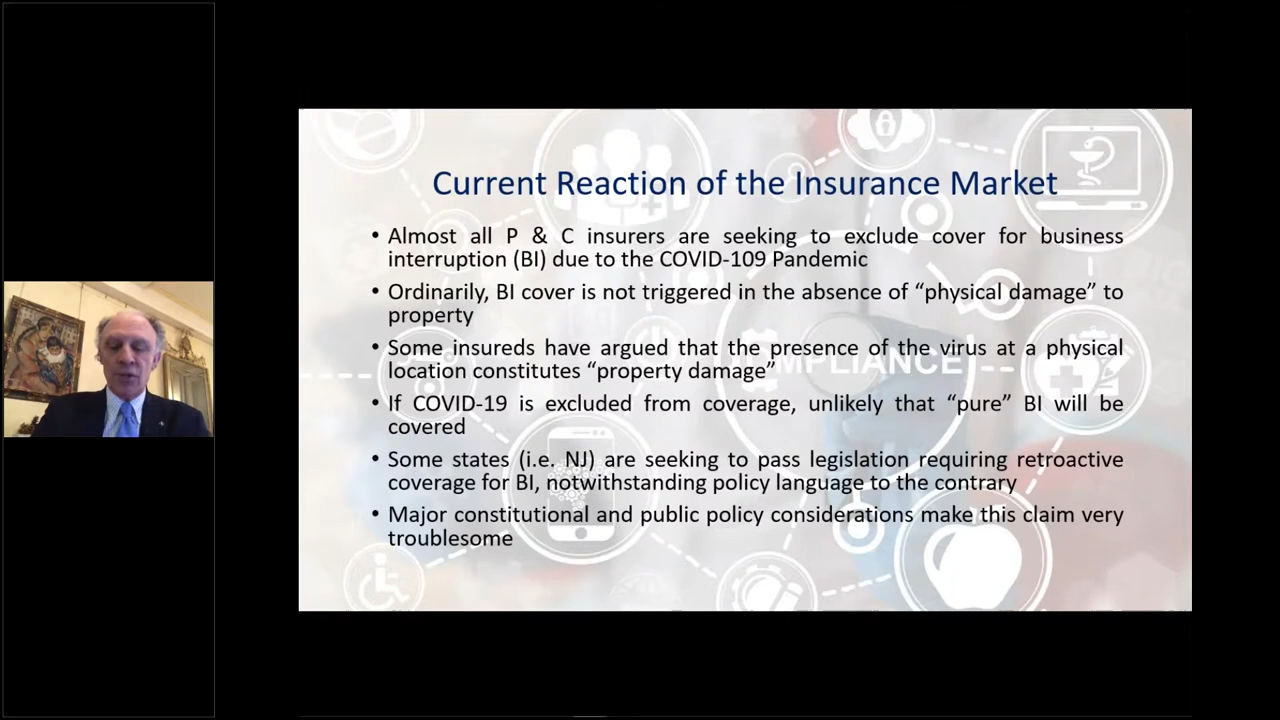 Current Reaction of the Insurance Market
• Almost all P & C insurers are seeking to exclude cover for business
interruption (BI) due to the COVID-109 Pandemic
• Ordinarily, BI cover is not triggered in the absence of “physical damage” to
property
• Some insureds have argued that the presence of the virus at a physical
location constitutes “property damage”
MPLIANCE
• If COVID-19 is excluded from coverage, unlikely that “pure” BI will be
covered
• Some states (i.e. NJ) are seeking to pass legislation requiring retroactive
coverage for BI, notwithstanding policy language to the contrary
• Major constitutional and public policy considerations make this claim very
troublesome